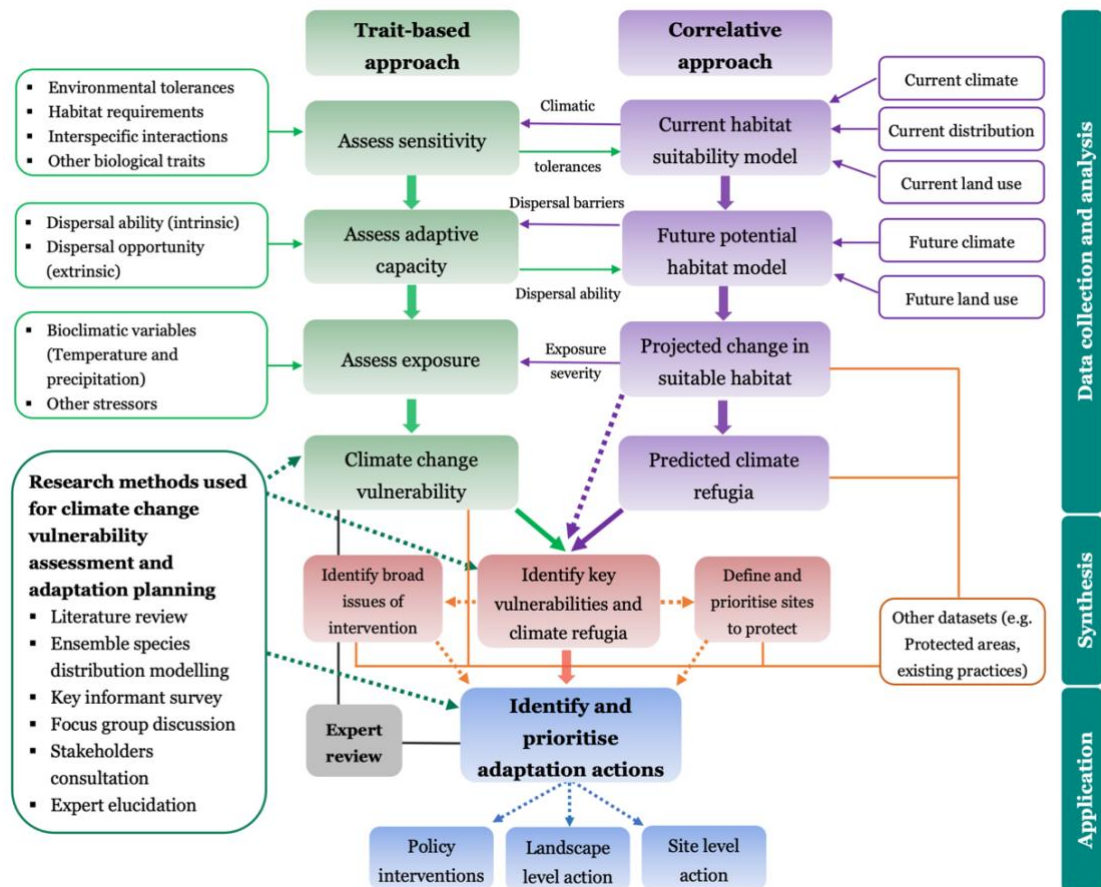 Trait-based
approach
Correlative
approach
▪ Environmental tolerances
▪ Habitat requirements
▪ Interspecific interactions
▪ Other biological traits
Assess sensitivity
Climatic
tolerances
Current habitat
suitability model
Current climate
Current distribution
Current land use
▪ Dispersal ability (intrinsic)
▪ Dispersal opportunity
(extrinsic)
Assess adaptive
capacity
Dispersal barriers
Dispersal ability
Future potential
habitat model
Future climate
Future land use
▪ Bioclimatic variables
(Temperature and
precipitation)
▪ Other stressors
Assess exposure
Exposure
severity
Projected change in
suitable habitat
Data collection and analysis
Climate change
vulnerability
Predicted climate
refugia
Research methods used
for climate change
vulnerability
assessment and
adaptation planning
▪ Literature review
▪ Ensemble species
distribution modelling
▪ Key informant survey
▪ Focus group discussion
▪ Stakeholders
consultation
▪ Expert elucidation
Identify broad
issues of
intervention
Identify key
vulnerabilities and
climate refugia
Define and
prioritise sites
to protect
Other datasets (e.g.
Protected areas,
existing practices)
Synthesis
Expert
review
Identify and
prioritise
adaptation actions
Policy
interventions
Landscape
level action
Site level
action
Application